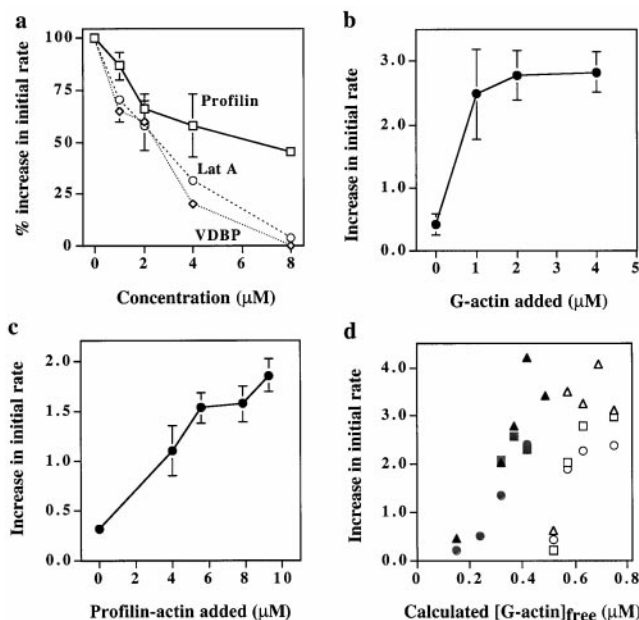 a
100
75
50
25
0
% increase in initial rate
Profilin
Lat A
VDBP
0 2 4 6 8
Concentration (μM)
b
3.0
2.0
1.0
0.0
Increase in initial rate
0 1 2 3 4 5
G-actin added (μM)
c
2.0
1.5
1.0
0.5
0.0
Increase in initial rate
0 2 4 6 8 10
Profilin-actin added (μM)
d
4.0
3.0
2.0
1.0
0.0
Increase in initial rate
0 0.2 0.4 0.6 0.8
Calculated [G-actin]free (μM)